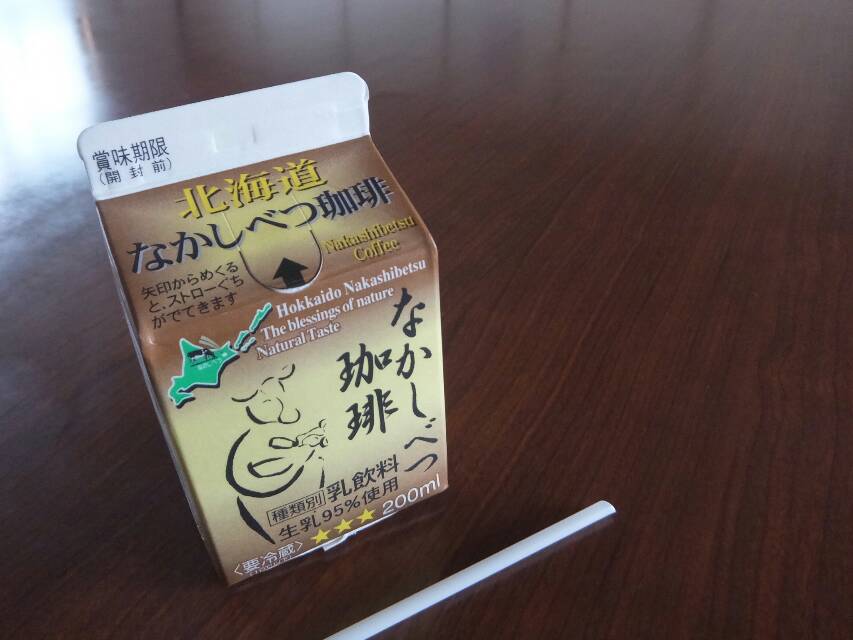 賞味期限
(開封前)
北海道
なかしべつ珈琲
Nakashibetsu
Coffee
矢印からめくる
と、ストローぐち
がでてきます
Hokkaido Nakashibetsu
The blessings of nature
Natural Taste
なかしべつ
珈琲
種類別 乳飲料
生乳95%使用
★★★ 200ml
〈要冷蔵〉